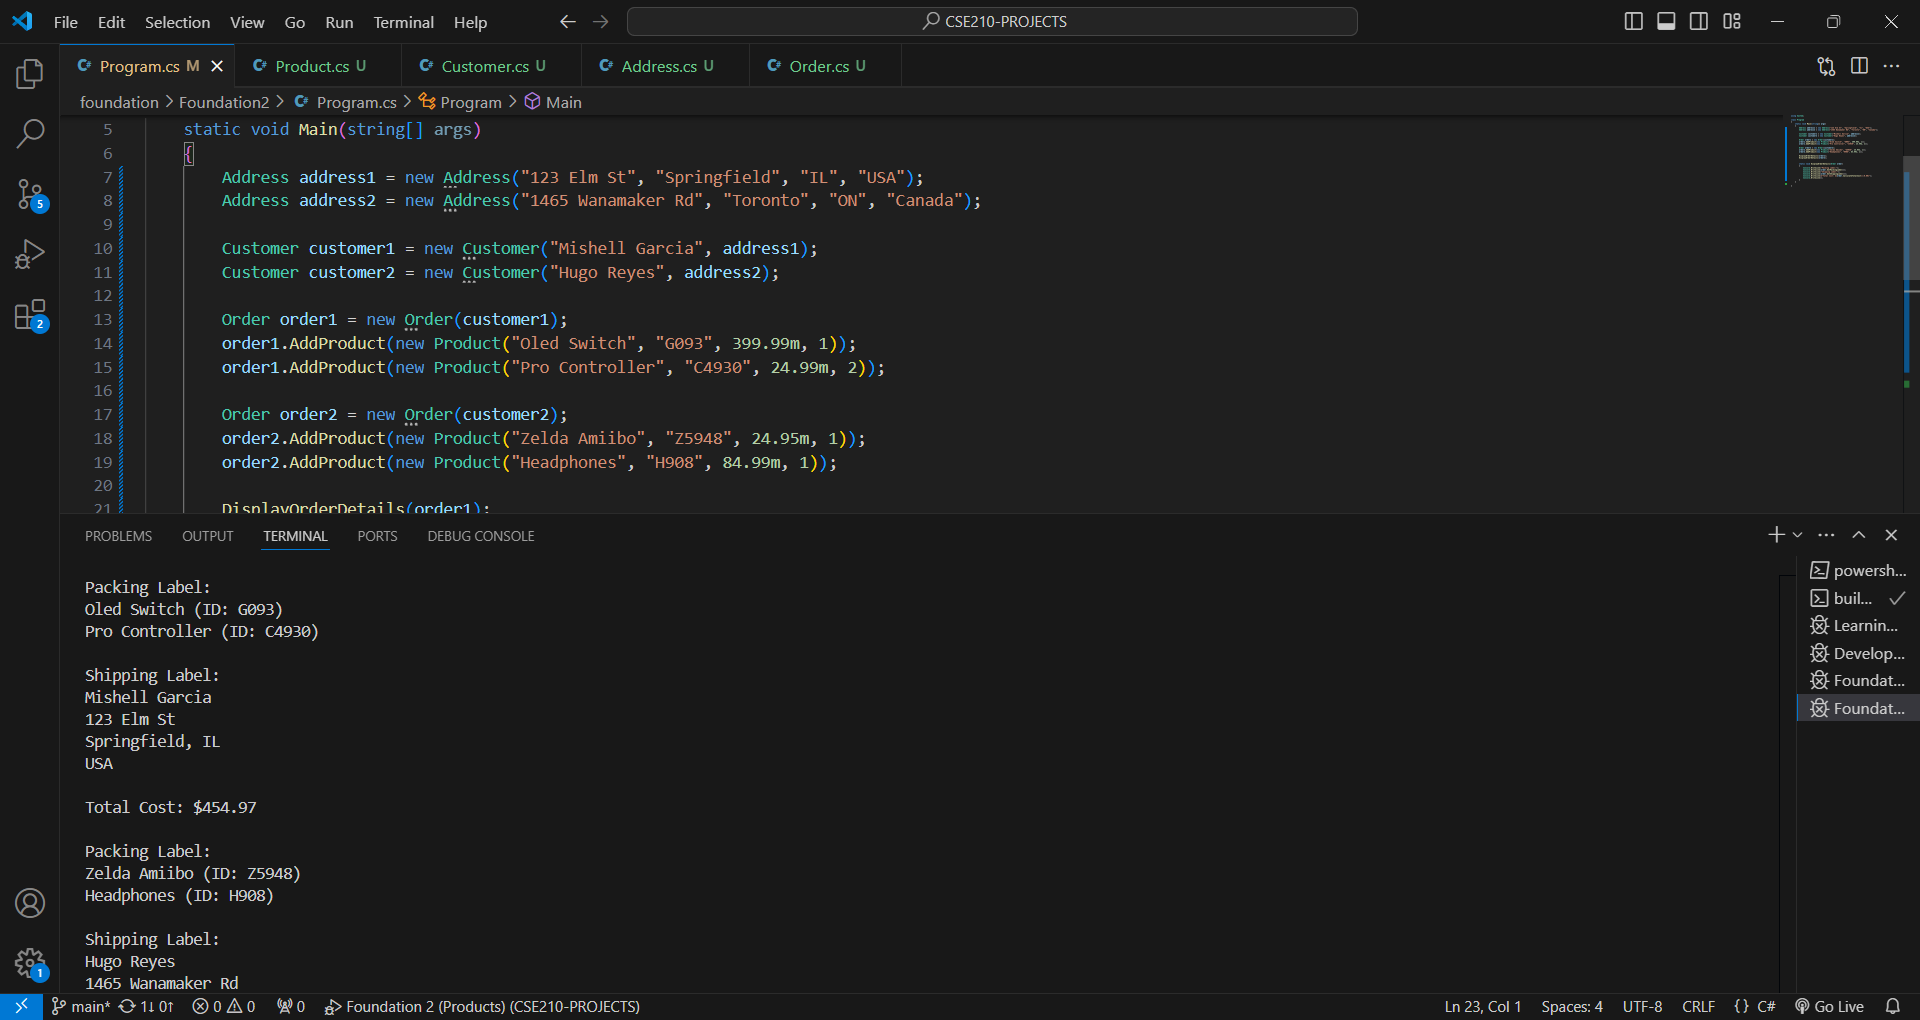 File Edit Selection View Go Run Terminal Help
CSE210-PROJECTS
C# Program.cs M
C# Product.cs U
C# Customer.cs U
C# Address.cs U
C# Order.cs U
foundation > Foundation2 > C# Program.cs > Program > Main
5 static void Main(string[] args)
6 {
7 Address address1 = new Address("123 Elm St", "Springfield", "IL", "USA");
8 Address address2 = new Address("1465 Wanamaker Rd", "Toronto", "ON", "Canada");
9
10 Customer customer1 = new Customer("Mishell Garcia", address1);
11 Customer customer2 = new Customer("Hugo Reyes", address2);
12
13 Order order1 = new Order(customer1);
14 order1.AddProduct(new Product("Oled Switch", "G093", 399.99m, 1));
15 order1.AddProduct(new Product("Pro Controller", "C4930", 24.99m, 2));
16
17 Order order2 = new Order(customer2);
18 order2.AddProduct(new Product("Zelda Amiibo", "Z5948", 24.95m, 1));
19 order2.AddProduct(new Product("Headphones", "H908", 84.99m, 1));
20
21 DisplayOrderDetails(order1);
5
2
1
PROBLEMS OUTPUT TERMINAL PORTS DEBUG CONSOLE
Packing Label:
Oled Switch (ID: G093)
Pro Controller (ID: C4930)
Shipping Label:
Mishell Garcia
123 Elm St
Springfield, IL
USA
Total Cost: $454.97
Packing Label:
Zelda Amiibo (ID: Z5948)
Headphones (ID: H908)
Shipping Label:
Hugo Reyes
1465 Wanamaker Rd
powersh...
buil...
Learnin...
Develop...
Foundat...
Foundat...
main* 1↓ 0↑ 0 0 0 Foundation 2 (Products) (CSE210-PROJECTS)
Ln 23, Col 1 Spaces: 4 UTF-8 CRLF {} C# Go Live